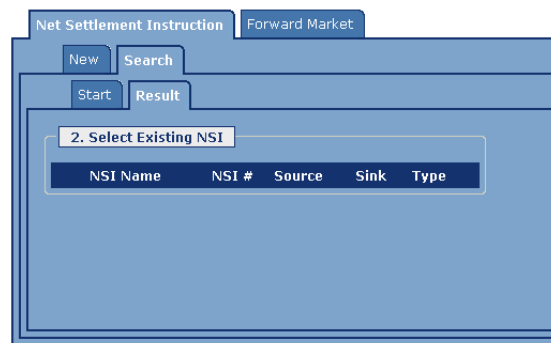 Net Settlement Instruction Forward Market
New Search
Start Result
2. Select Existing NSI
NSI Name NSI # Source Sink Type